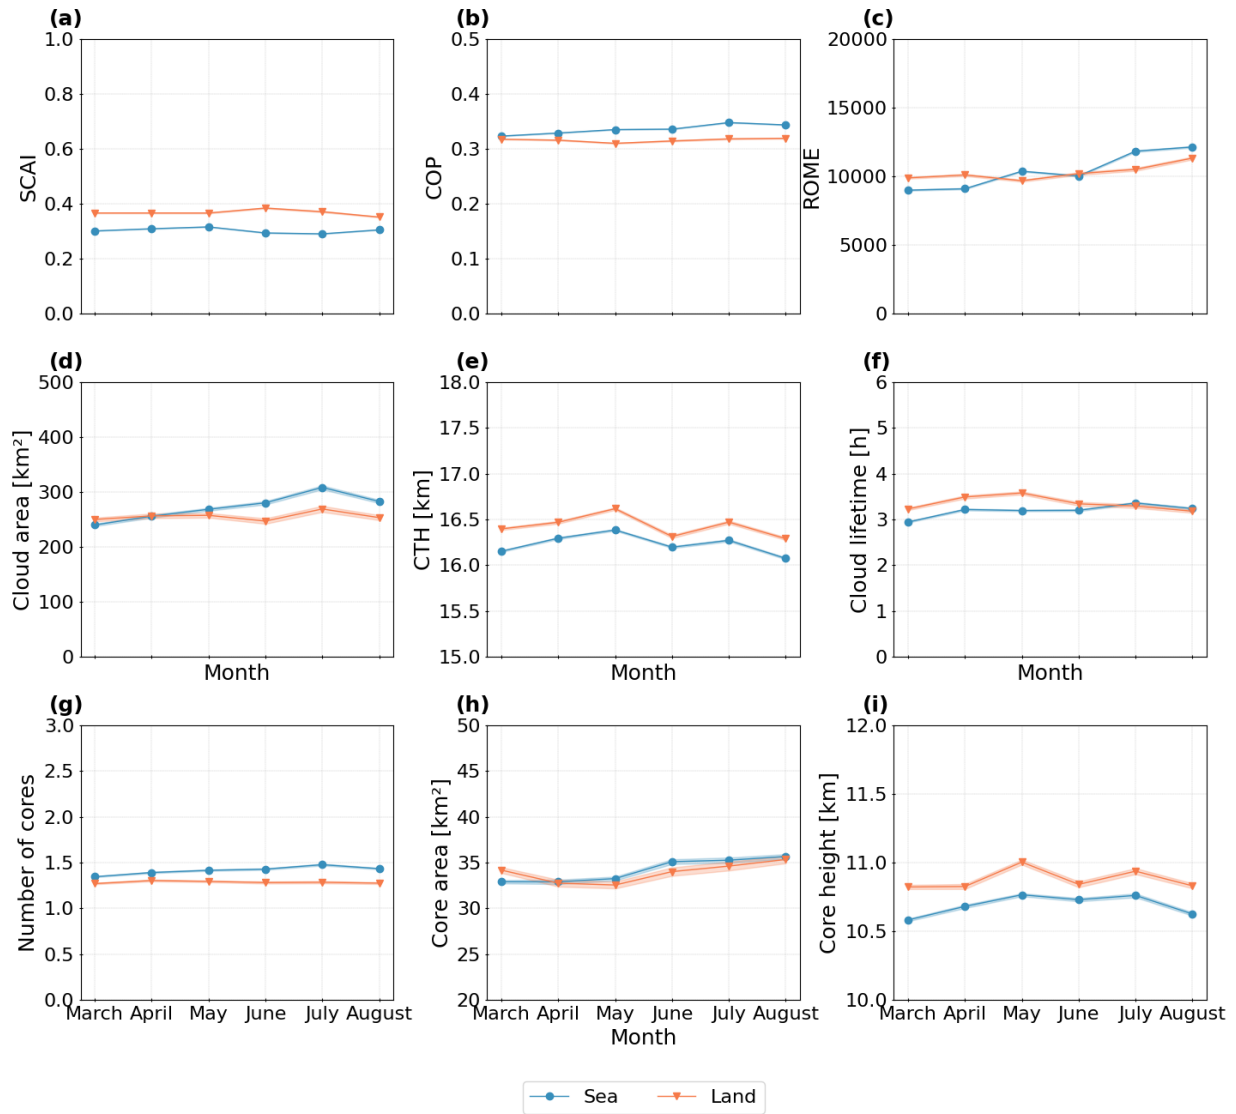 (a)
(b)
(c)
1.0
0.8
0.6
0.4
0.2
0.0
SCAI
0.5
0.4
0.3
0.2
0.1
0.0
COP
20000
15000
10000
5000
0
ROME
(d)
(e)
(f)
500
400
300
200
100
0
Cloud area [km²]
Month
18.0
17.5
17.0
16.5
16.0
15.5
15.0
CTH [km]
Month
6
5
4
3
2
1
0
Cloud lifetime [h]
Month
(g)
(h)
(i)
3.0
2.5
2.0
1.5
1.0
0.5
0.0
Number of cores
March April May June July August
50
45
40
35
30
25
20
Core area [km²]
March April May June July August
Month
12.0
11.5
11.0
10.5
10.0
Core height [km]
March April May June July August
Sea Land